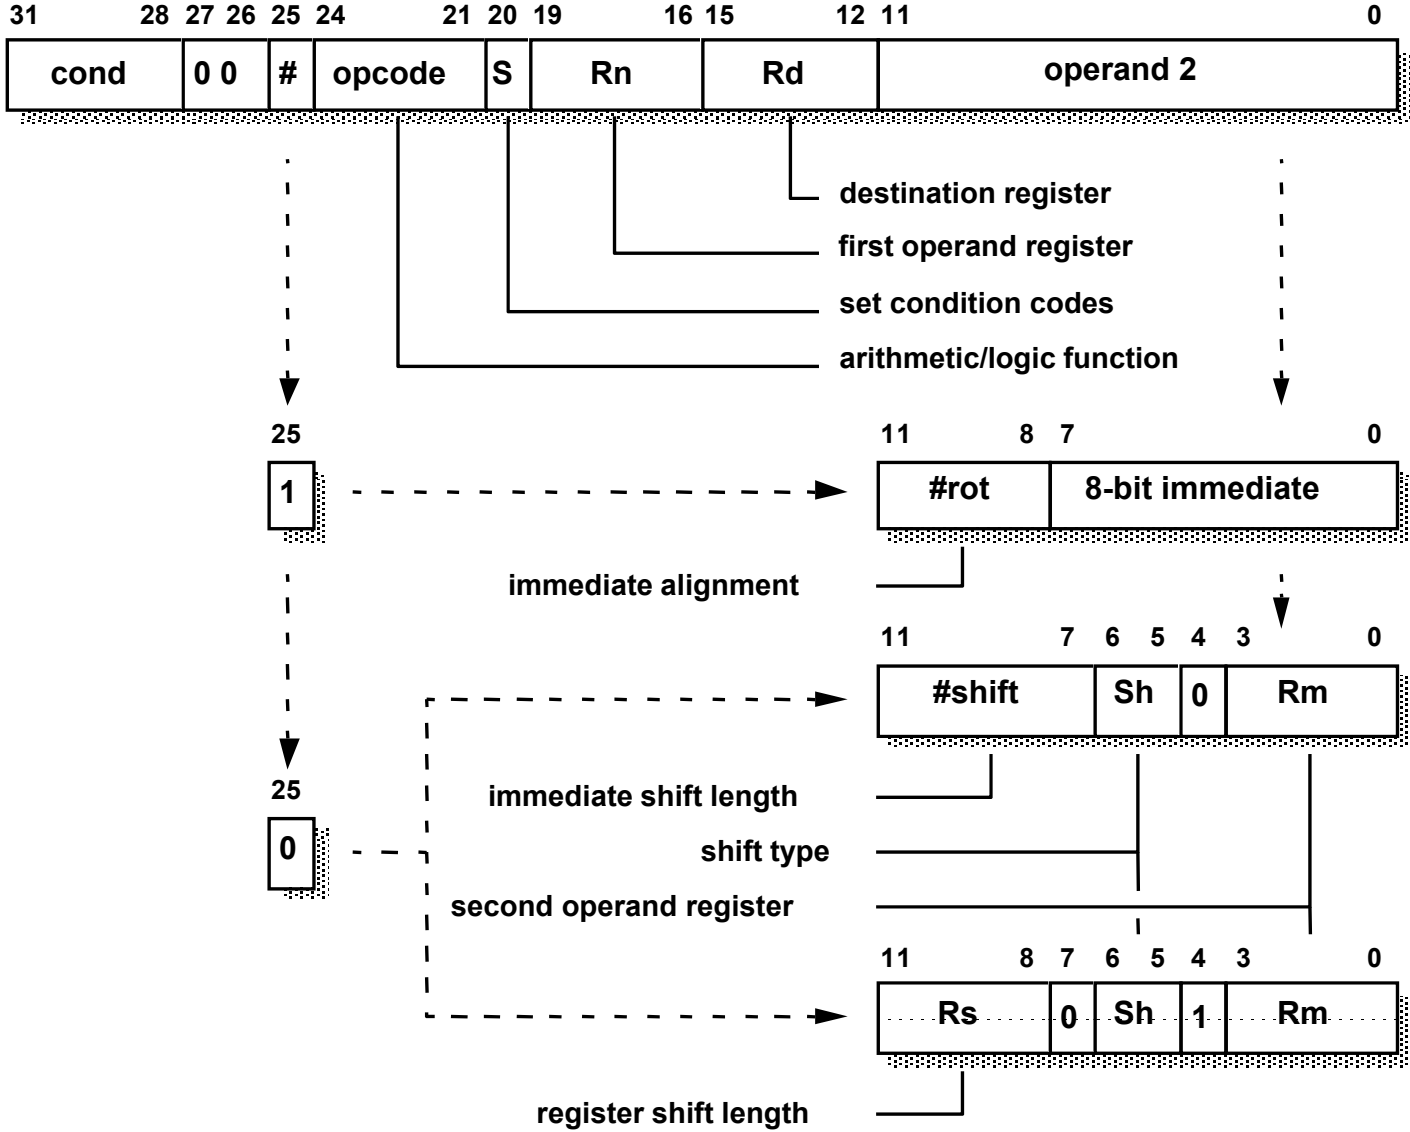 31 28 27 26 25 24 21 20 19 16 15 12 11 0
cond 0 0 # opcode S Rn Rd operand 2
destination register
first operand register
set condition codes
arithmetic/logic function
25 11 8 7 0
1 #rot 8-bit immediate
immediate alignment
11 7 6 5 4 3 0
#shift Sh 0 Rm
25
immediate shift length
0
shift type
second operand register
11 8 7 6 5 4 3 0
Rs 0 Sh 1 Rm
register shift length